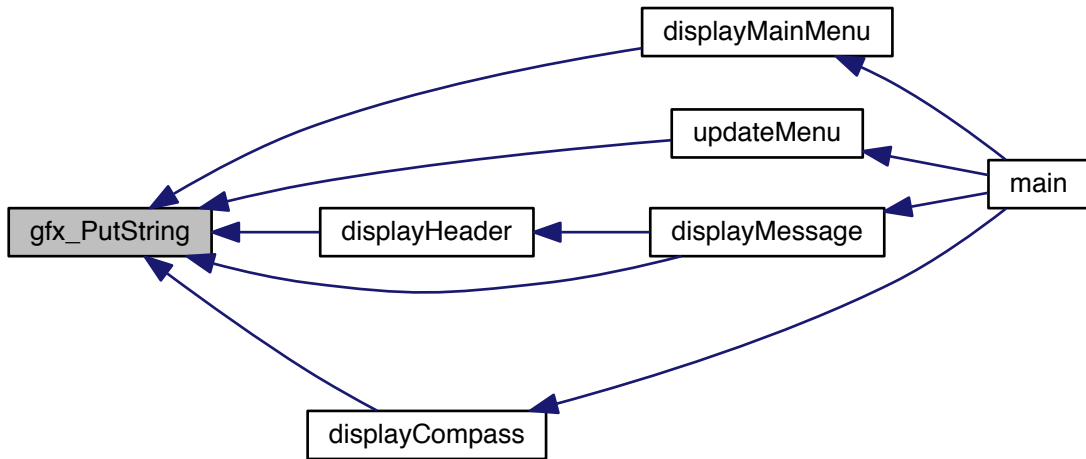 displayMainMenu
updateMenu
main
gfx_PutString
displayHeader
displayMessage
displayCompass